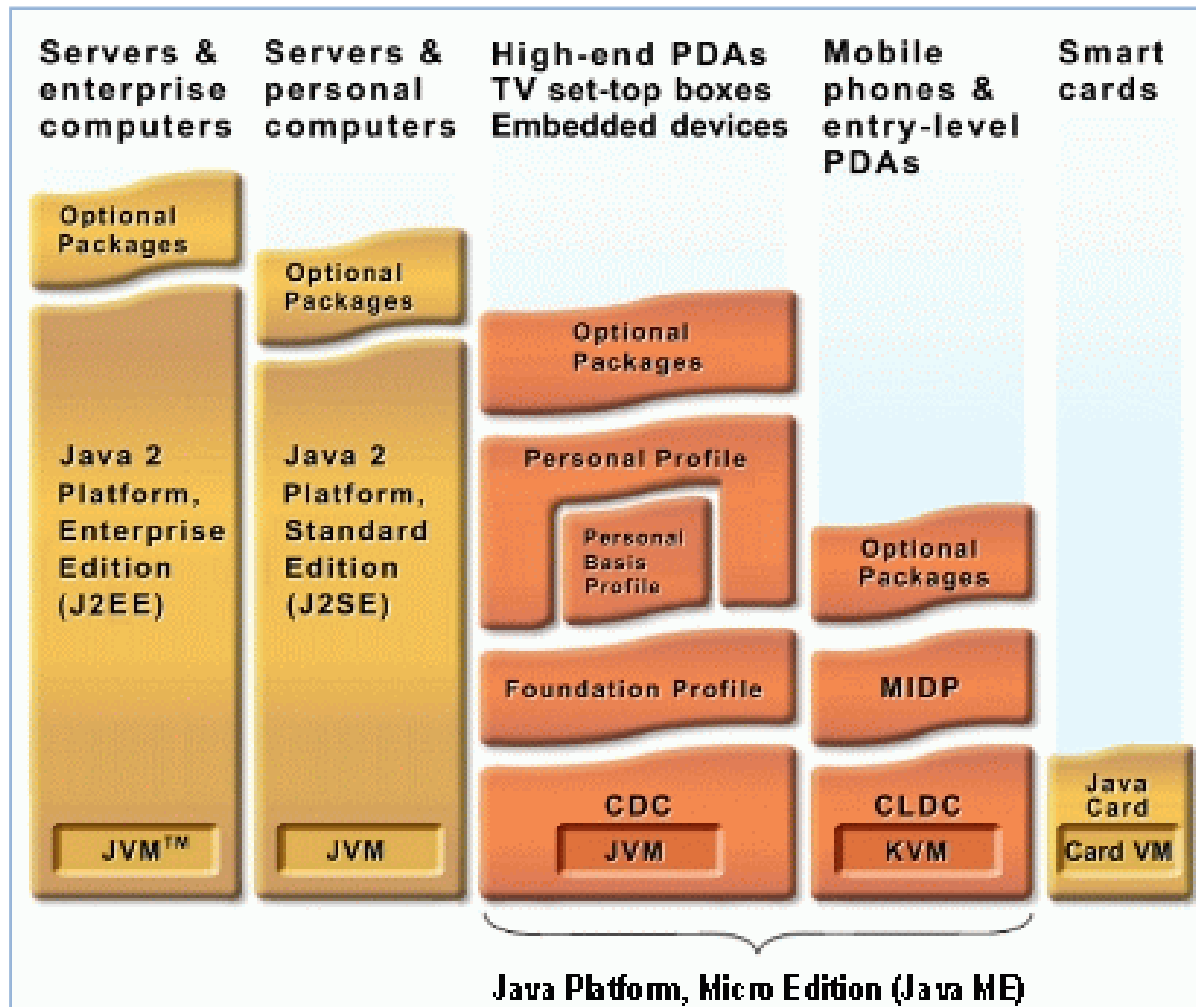 Servers &
enterprise
computers
Servers &
personal
computers
High-end PDAs
TV set-top boxes
Embedded devices
Mobile
phones &
entry-level
PDAs
Smart
cards
Optional
Packages
Java 2
Platform,
Enterprise
Edition
(J2EE)
JVM™
Optional
Packages
Java 2
Platform,
Standard
Edition
(J2SE)
JVM
Optional
Packages
Personal Profile
Personal
Basis
Profile
Foundation Profile
CDC
JVM
Optional
Packages
MIDP
CLDC
KVM
Java
Card
Card VM
Java Platform, Micro Edition (Java ME)